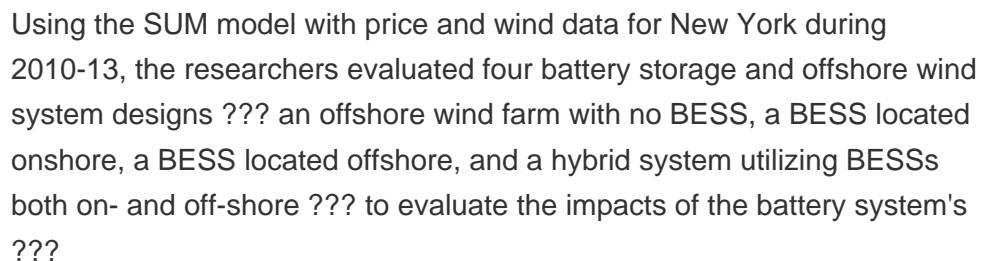 Using the SUM model with price and wind data for New York during
2010-13, the researchers evaluated four battery storage and offshore wind
system designs ??? an offshore wind farm with no BESS, a BESS located
onshore, a BESS located offshore, and a hybrid system utilizing BESSs
both on- and off-shore ??? to evaluate the impacts of the battery system's
???